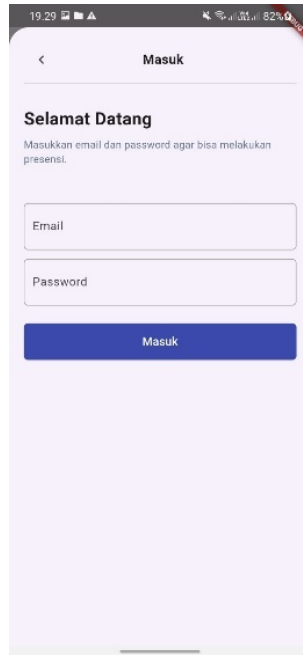 19.29 82%
Masuk
Selamat Datang
Masukkan email dan password agar bisa melakukan
presensi.
Email
Password
Masuk